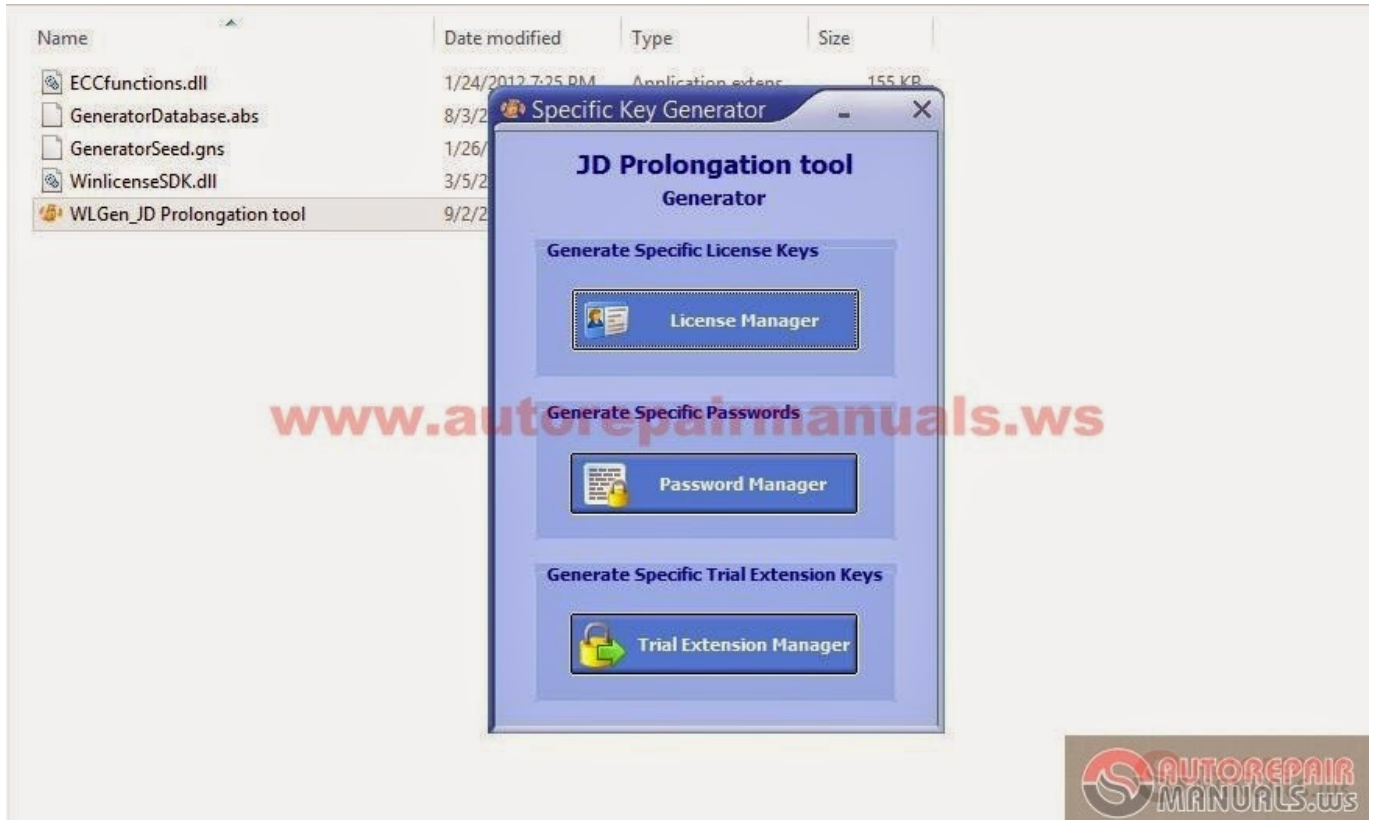 Name Date modified Type Size
ECCfunctions.dll 1/24/2012 7:25 PM Application extens... 155 KB
GeneratorDatabase.abs 8/3/2
GeneratorSeed.gns 1/26/
WinlicenseSDK.dll 3/5/2
WLGen_JD Prolongation tool 9/2/2
Specific Key Generator
JD Prolongation tool
Generator
Generate Specific License Keys
License Manager
www.autorepairmanuals.ws
Generate Specific Passwords
Password Manager
Generate Specific Trial Extension Keys
Trial Extension Manager
AUTOREPAIR
MANUALS.WS